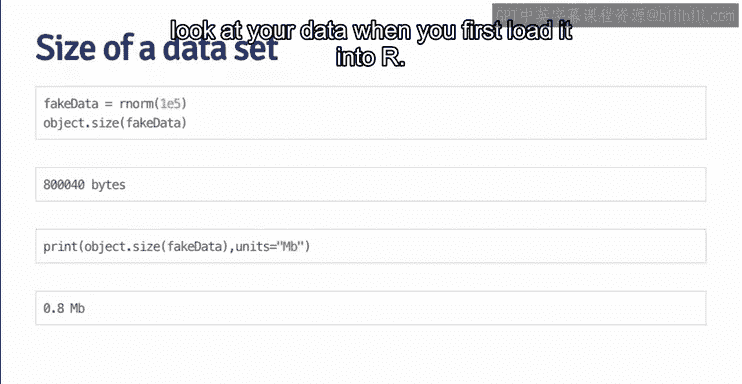 look at your data when you first load it
into R.
Size of a data set
fakeData = rnorm(1e5)
object.size(fakeData)
800040 bytes
print(object.size(fakeData),units="Mb")
0.8 Mb